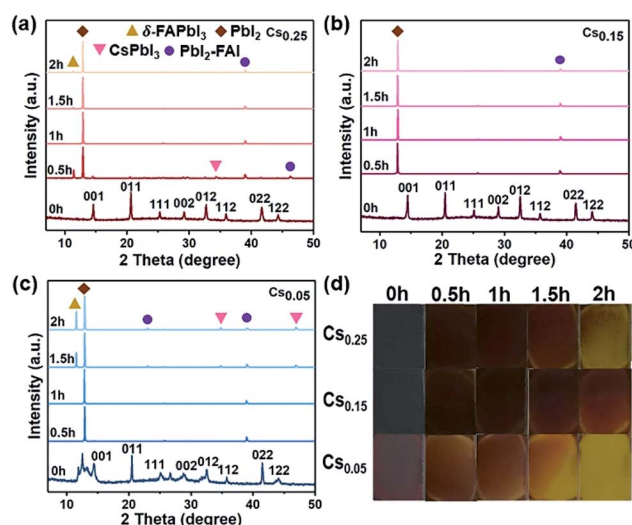 (a)
δ-FAPbI₃ PbI₂ Cs0.25
CsPbI₃ PbI₂-FAI
2h
1.5h
1h
0.5h
0h
001 011 111 002 012 112 022 122
10 20 30 40 50
2 Theta (degree)
Intensity (a.u.)
(b)
Cs0.15
2h
1.5h
1h
0.5h
0h
001 011 111 002 012 112 022 122
10 20 30 40 50
2 Theta (degree)
Intensity (a.u.)
(c)
Cs0.05
2h
1.5h
1h
0.5h
0h
001 011 111 002 012 112 022 122
10 20 30 40 50
2 Theta (degree)
Intensity (a.u.)
(d)
0h 0.5h 1h 1.5h 2h
Cs0.25
Cs0.15
Cs0.05